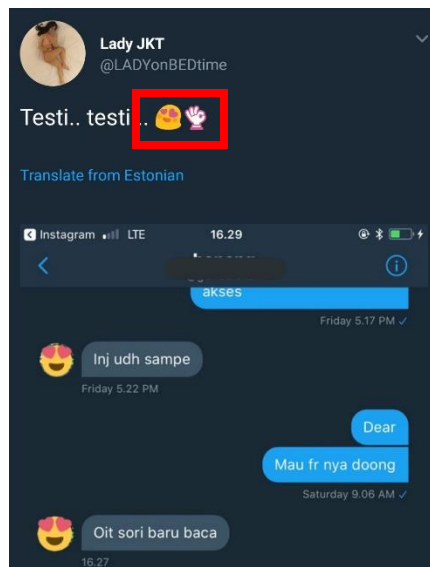 Lady JKT
@LADYonBEDtime
Testi.. testi.. 😍👌
Translate from Estonian
Instagram LTE 16.29
akses
Friday 5.17 PM ✓
Inj udh sampe
Friday 5.22 PM
Dear
Mau fr nya doong
Saturday 9.06 AM ✓
Oit sori baru baca
16.27